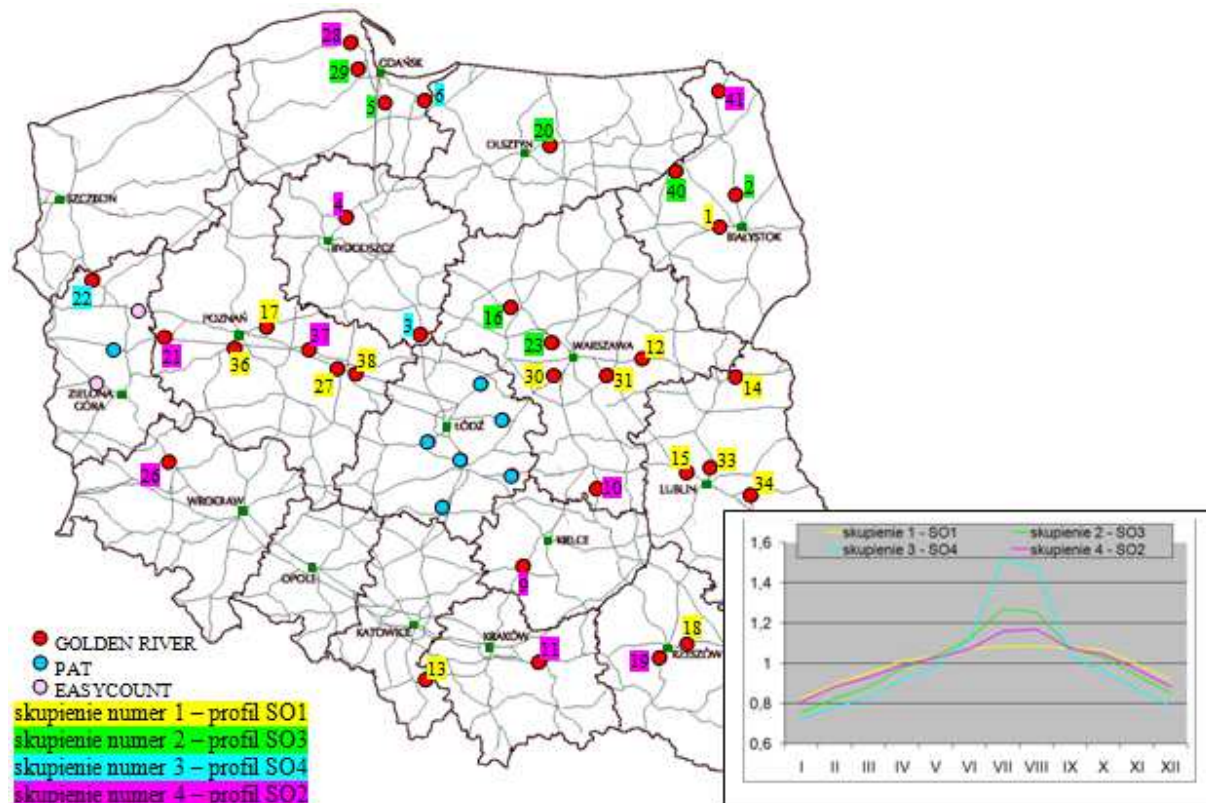 28
GDAŃSK
29
6
5
41
20
OLSZTYN
40
2
SZCZECIN
4
1
BIAŁYSTOK
BYDGOSZCZ
22
17
16
POZNAŃ
3
37
23
WARSZAWA
12
21
36
38
27
30
31
14
ZIELONA
GÓRA
ŁÓDŹ
26
15
33
LUBLIN
34
10
WROCŁAW
KIELCE
9
OPOLE
KATOWICE
KRAKÓW
11
18
RZESZÓW
19
13
GOLDEN RIVER
PAT
EASYCOUNT
skupienie numer 1 – profil SO1
skupienie numer 2 – profil SO3
skupienie numer 3 – profil SO4
skupienie numer 4 – profil SO2
skupienie 1 - SO1 skupienie 2 - SO3
skupienie 3 - SO4 skupienie 4 - SO2
1,6
1,4
1,2
1
0,8
0,6
I II III IV V VI VII VIII IX X XI XII